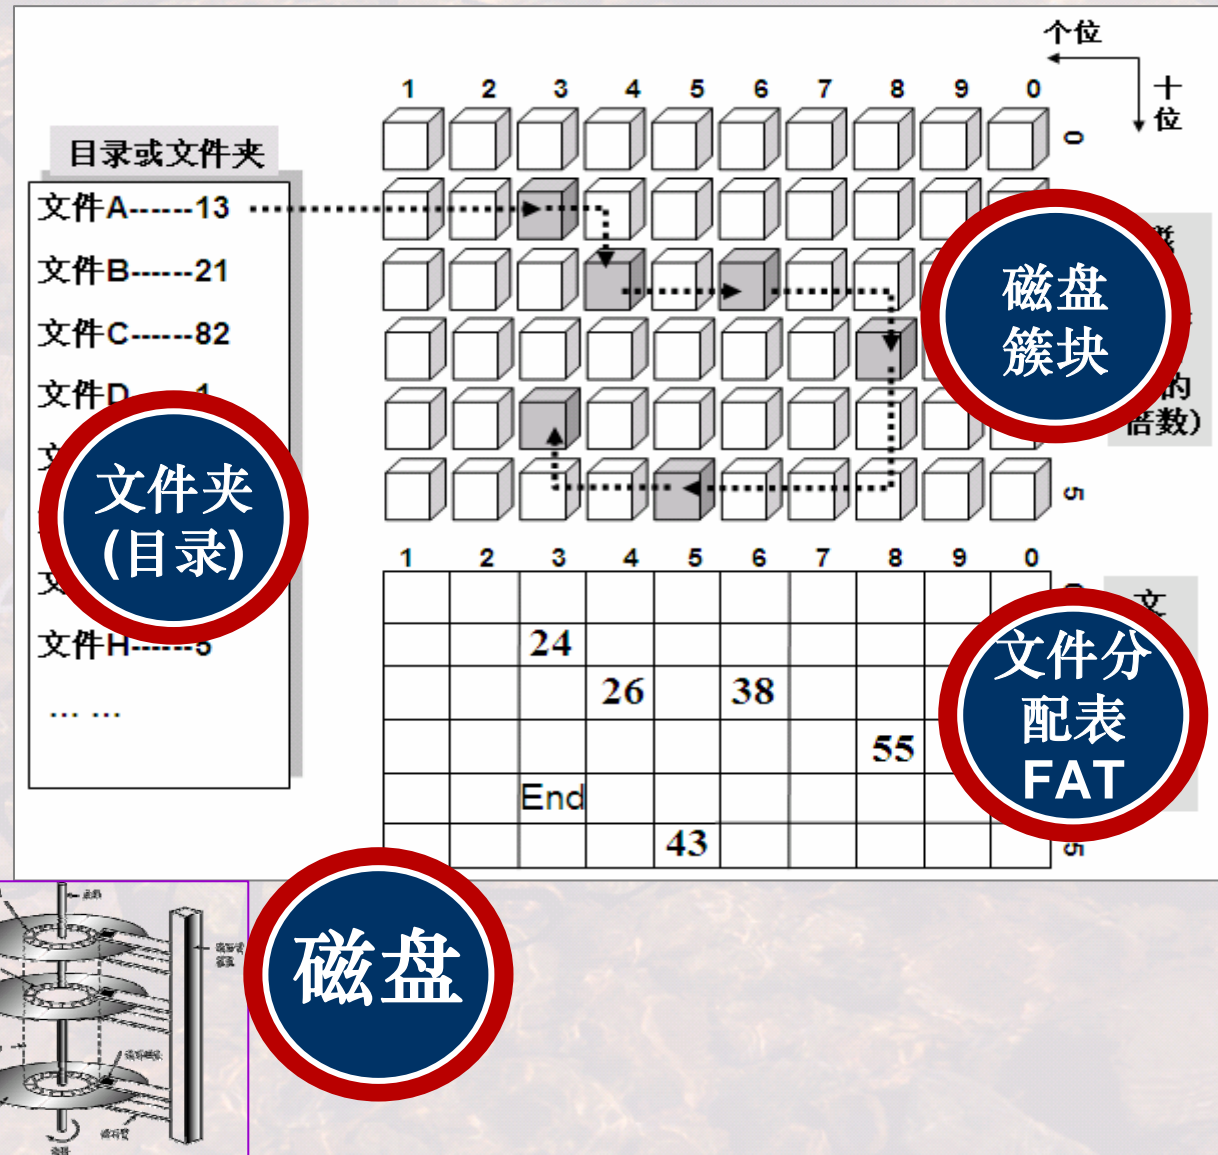 个位
十
位
1 2 3 4 5 6 7 8 9 0
0
目录或文件夹
文件A------13
文件B------21
文件C------82
文件D
文件H------5
... ...
磁盘
簇块
的
倍数)
5
文件夹
(目录)
1 2 3 4 5 6 7 8 9 0
24
26 38
55
End
43
5
文
文件分
配表
FAT
磁盘